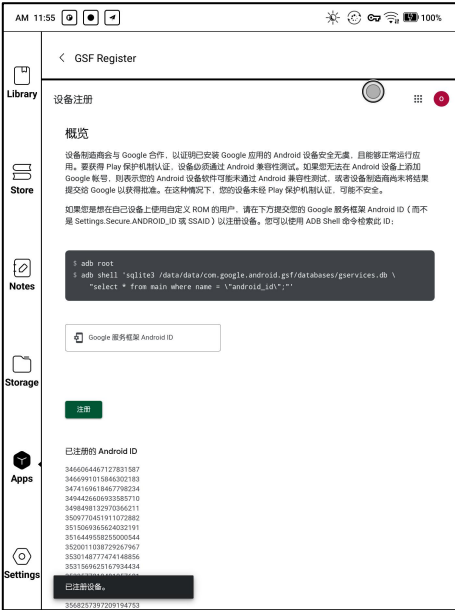 AM 11:55
100%
GSF Register
Library
设备注册
O
概览
设备制造商会与 Google 合作，以证明已安装 Google 应用的 Android 设备安全无虞，且能够正常运行应
用。要获得 Play 保护机制认证，设备必须通过 Android 兼容性测试。如果您无法在 Android 设备上添加
Google 帐号，则表示您的 Android 设备软件可能未通过 Android 兼容性测试，或者设备制造商尚未将结果
提交给 Google 以获得批准。在这种情况下，您的设备未经 Play 保护机制认证，可能不安全。
Store
如果您是想在自己设备上使用自定义 ROM 的用户，请在下方提交您的 Google 服务框架 Android ID（而不
是 Settings.Secure.ANDROID_ID 或 SSAID）以注册设备。您可以使用 ADB Shell 命令检索此 ID：
$ adb root
$ adb shell 'sqlite3 /data/data/com.google.android.gsf/databases/gservices.db \
"select * from main where name = \"android_id\";"'
Notes
Google 服务框架 Android ID
Storage
注册
已注册的 Android ID
3466064467127831587
3466991015846302183
3474169618467798234
Apps
3494426606933585710
3498498132970366211
3509770451911072882
3515069365624032191
3516449558255000544
3520011038729267967
3530148777474148856
3531569625167934434
Settings
已注册设备。
3568257397209194753